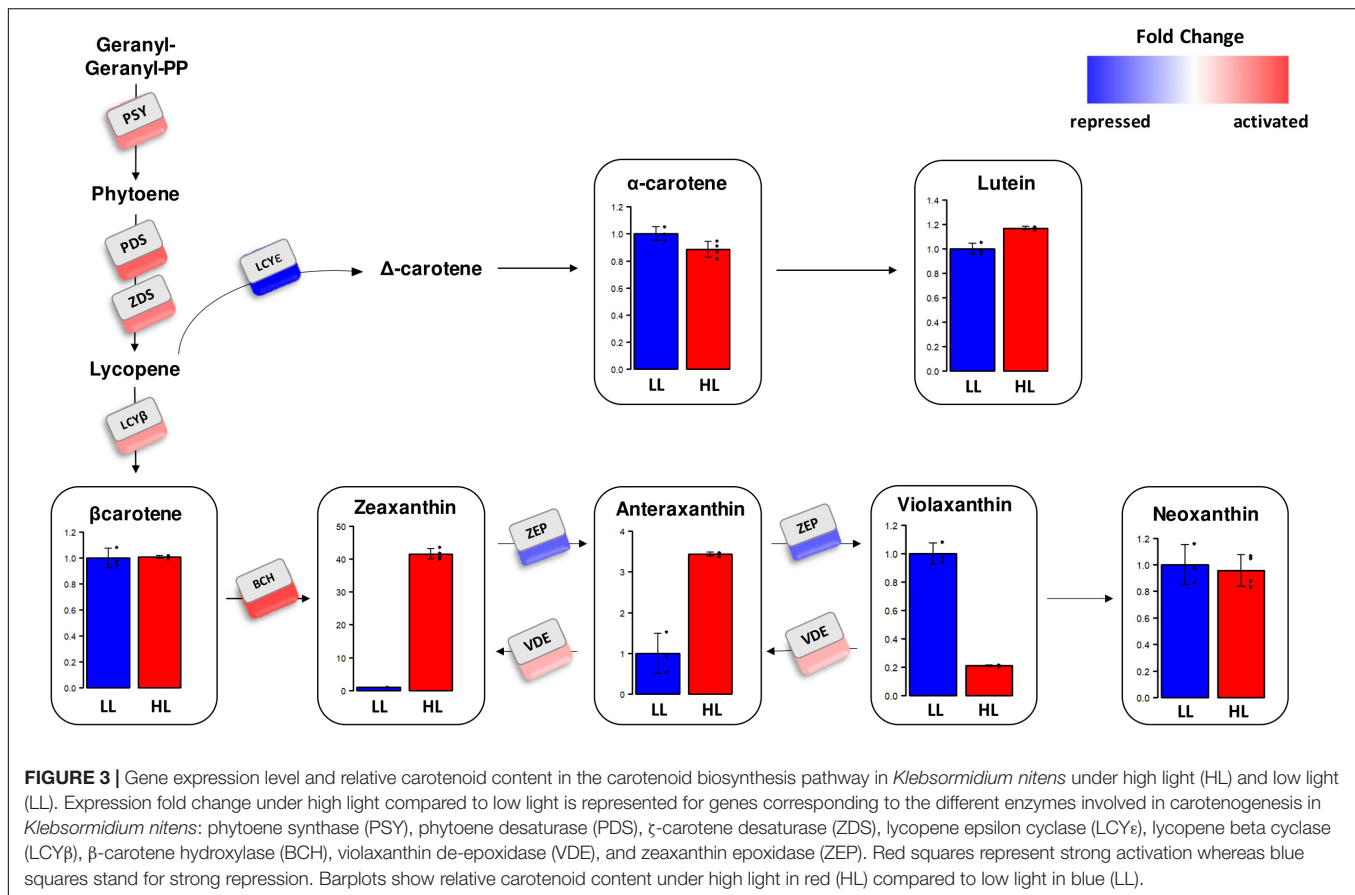 Geranyl-
Geranyl-PP
PSY
Phytoene
PDS
ZDS
Lycopene
LCYβ
LCYε
Δ-carotene
Fold Change
repressed activated
α-carotene
1.2
1.0
0.8
0.6
0.4
0.2
0.0
LL HL
Lutein
1.4
1.2
1.0
1.2
0.6
0.4
0.2
0.0
LL HL
βcarotene
1.2
1.0
0.8
0.6
0.4
0.2
0.0
LL HL
BCH
Zeaxanthin
50
40
30
20
10
0
LL HL
ZEP
VDE
Anteraxanthin
4
3
2
1
0
LL HL
ZEP
VDE
Violaxanthin
1.2
1.0
0.8
0.6
0.4
0.2
0.0
LL HL
Neoxanthin
1.2
1.0
0.8
0.6
0.4
0.2
0.0
LL HL
FIGURE 3 | Gene expression level and relative carotenoid content in the carotenoid biosynthesis pathway in Klebsormidium nitens under high light (HL) and low light
(LL). Expression fold change under high light compared to low light is represented for genes corresponding to the different enzymes involved in carotenogenesis in
Klebsormidium nitens: phytoene synthase (PSY), phytoene desaturase (PDS), ζ-carotene desaturase (ZDS), lycopene epsilon cyclase (LCYε), lycopene beta cyclase
(LCYβ), β-carotene hydroxylase (BCH), violaxanthin de-epoxidase (VDE), and zeaxanthin epoxidase (ZEP). Red squares represent strong activation whereas blue
squares stand for strong repression. Barplots show relative carotenoid content under high light in red (HL) compared to low light in blue (LL).